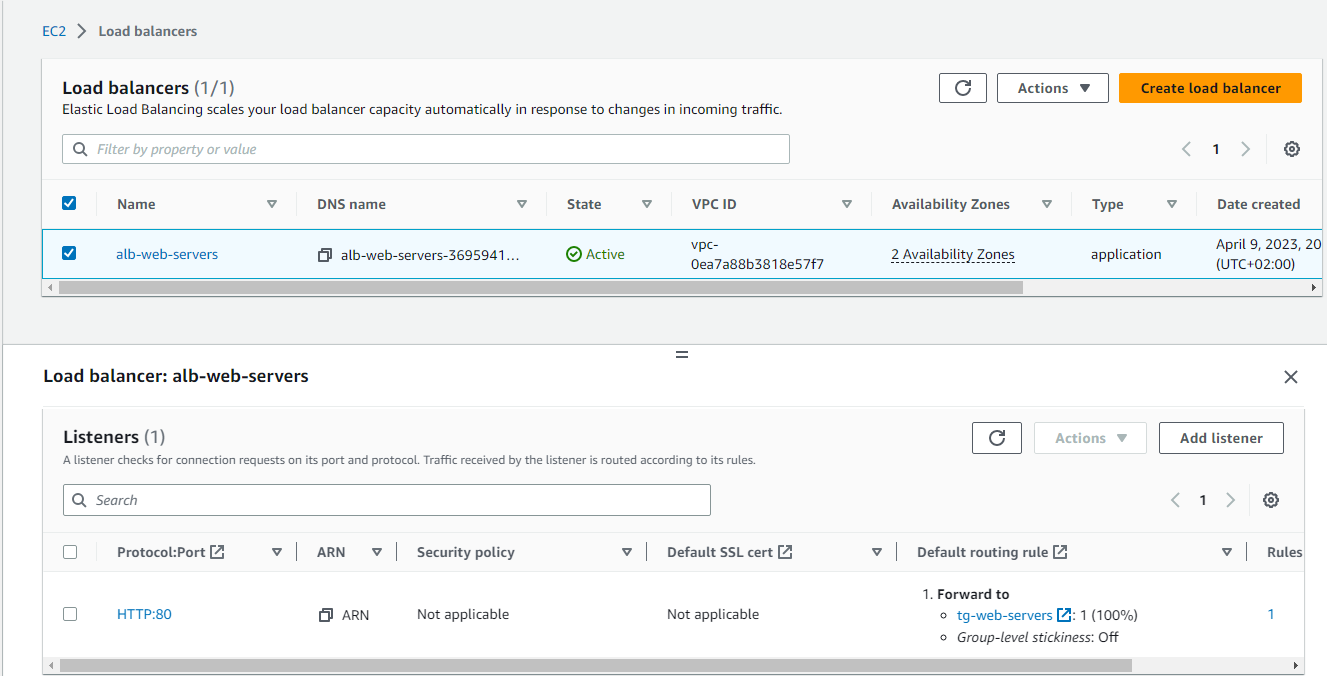 EC2 > Load balancers
Load balancers (1/1)
Elastic Load Balancing scales your load balancer capacity automatically in response to changes in incoming traffic.
Actions
Create load balancer
Filter by property or value
1
Name DNS name State VPC ID Availability Zones Type Date created
alb-web-servers alb-web-servers-3695941... Active vpc-0ea7a88b3818e57f7 2 Availability Zones application April 9, 2023, 20 (UTC+02:00)
Load balancer: alb-web-servers
Listeners (1)
A listener checks for connection requests on its port and protocol. Traffic received by the listener is routed according to its rules.
Actions
Add listener
Search
1
Protocol:Port ARN Security policy Default SSL cert Default routing rule Rules
HTTP:80 ARN Not applicable Not applicable
1. Forward to
tg-web-servers: 1 (100%)
Group-level stickiness: Off
1